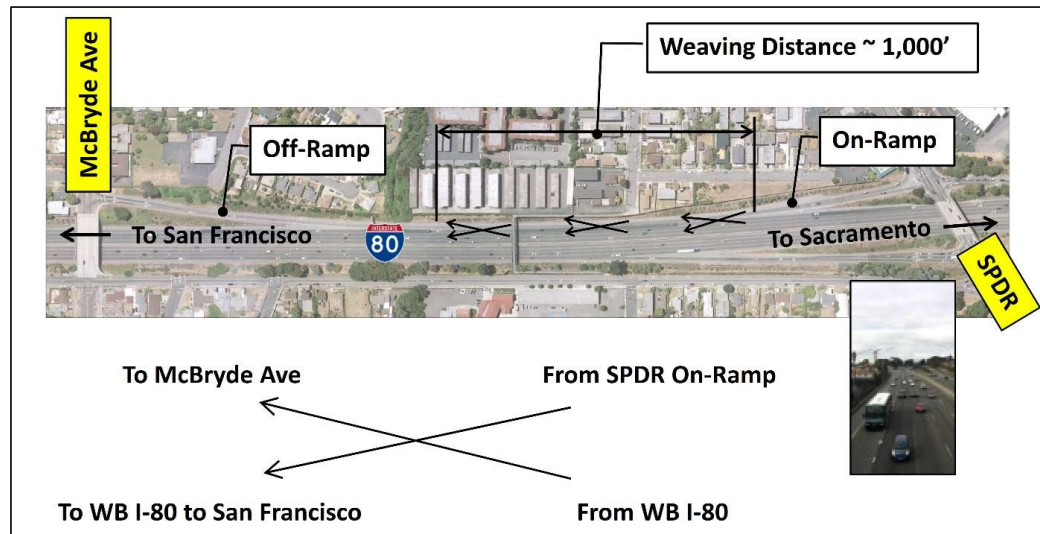 Weaving Distance ~ 1,000’
McBryde Ave
Off-Ramp
On-Ramp
To San Francisco
INTERSTATE
80
To Sacramento
SPDR
To McBryde Ave
From SPDR On-Ramp
To WB I-80 to San Francisco
From WB I-80